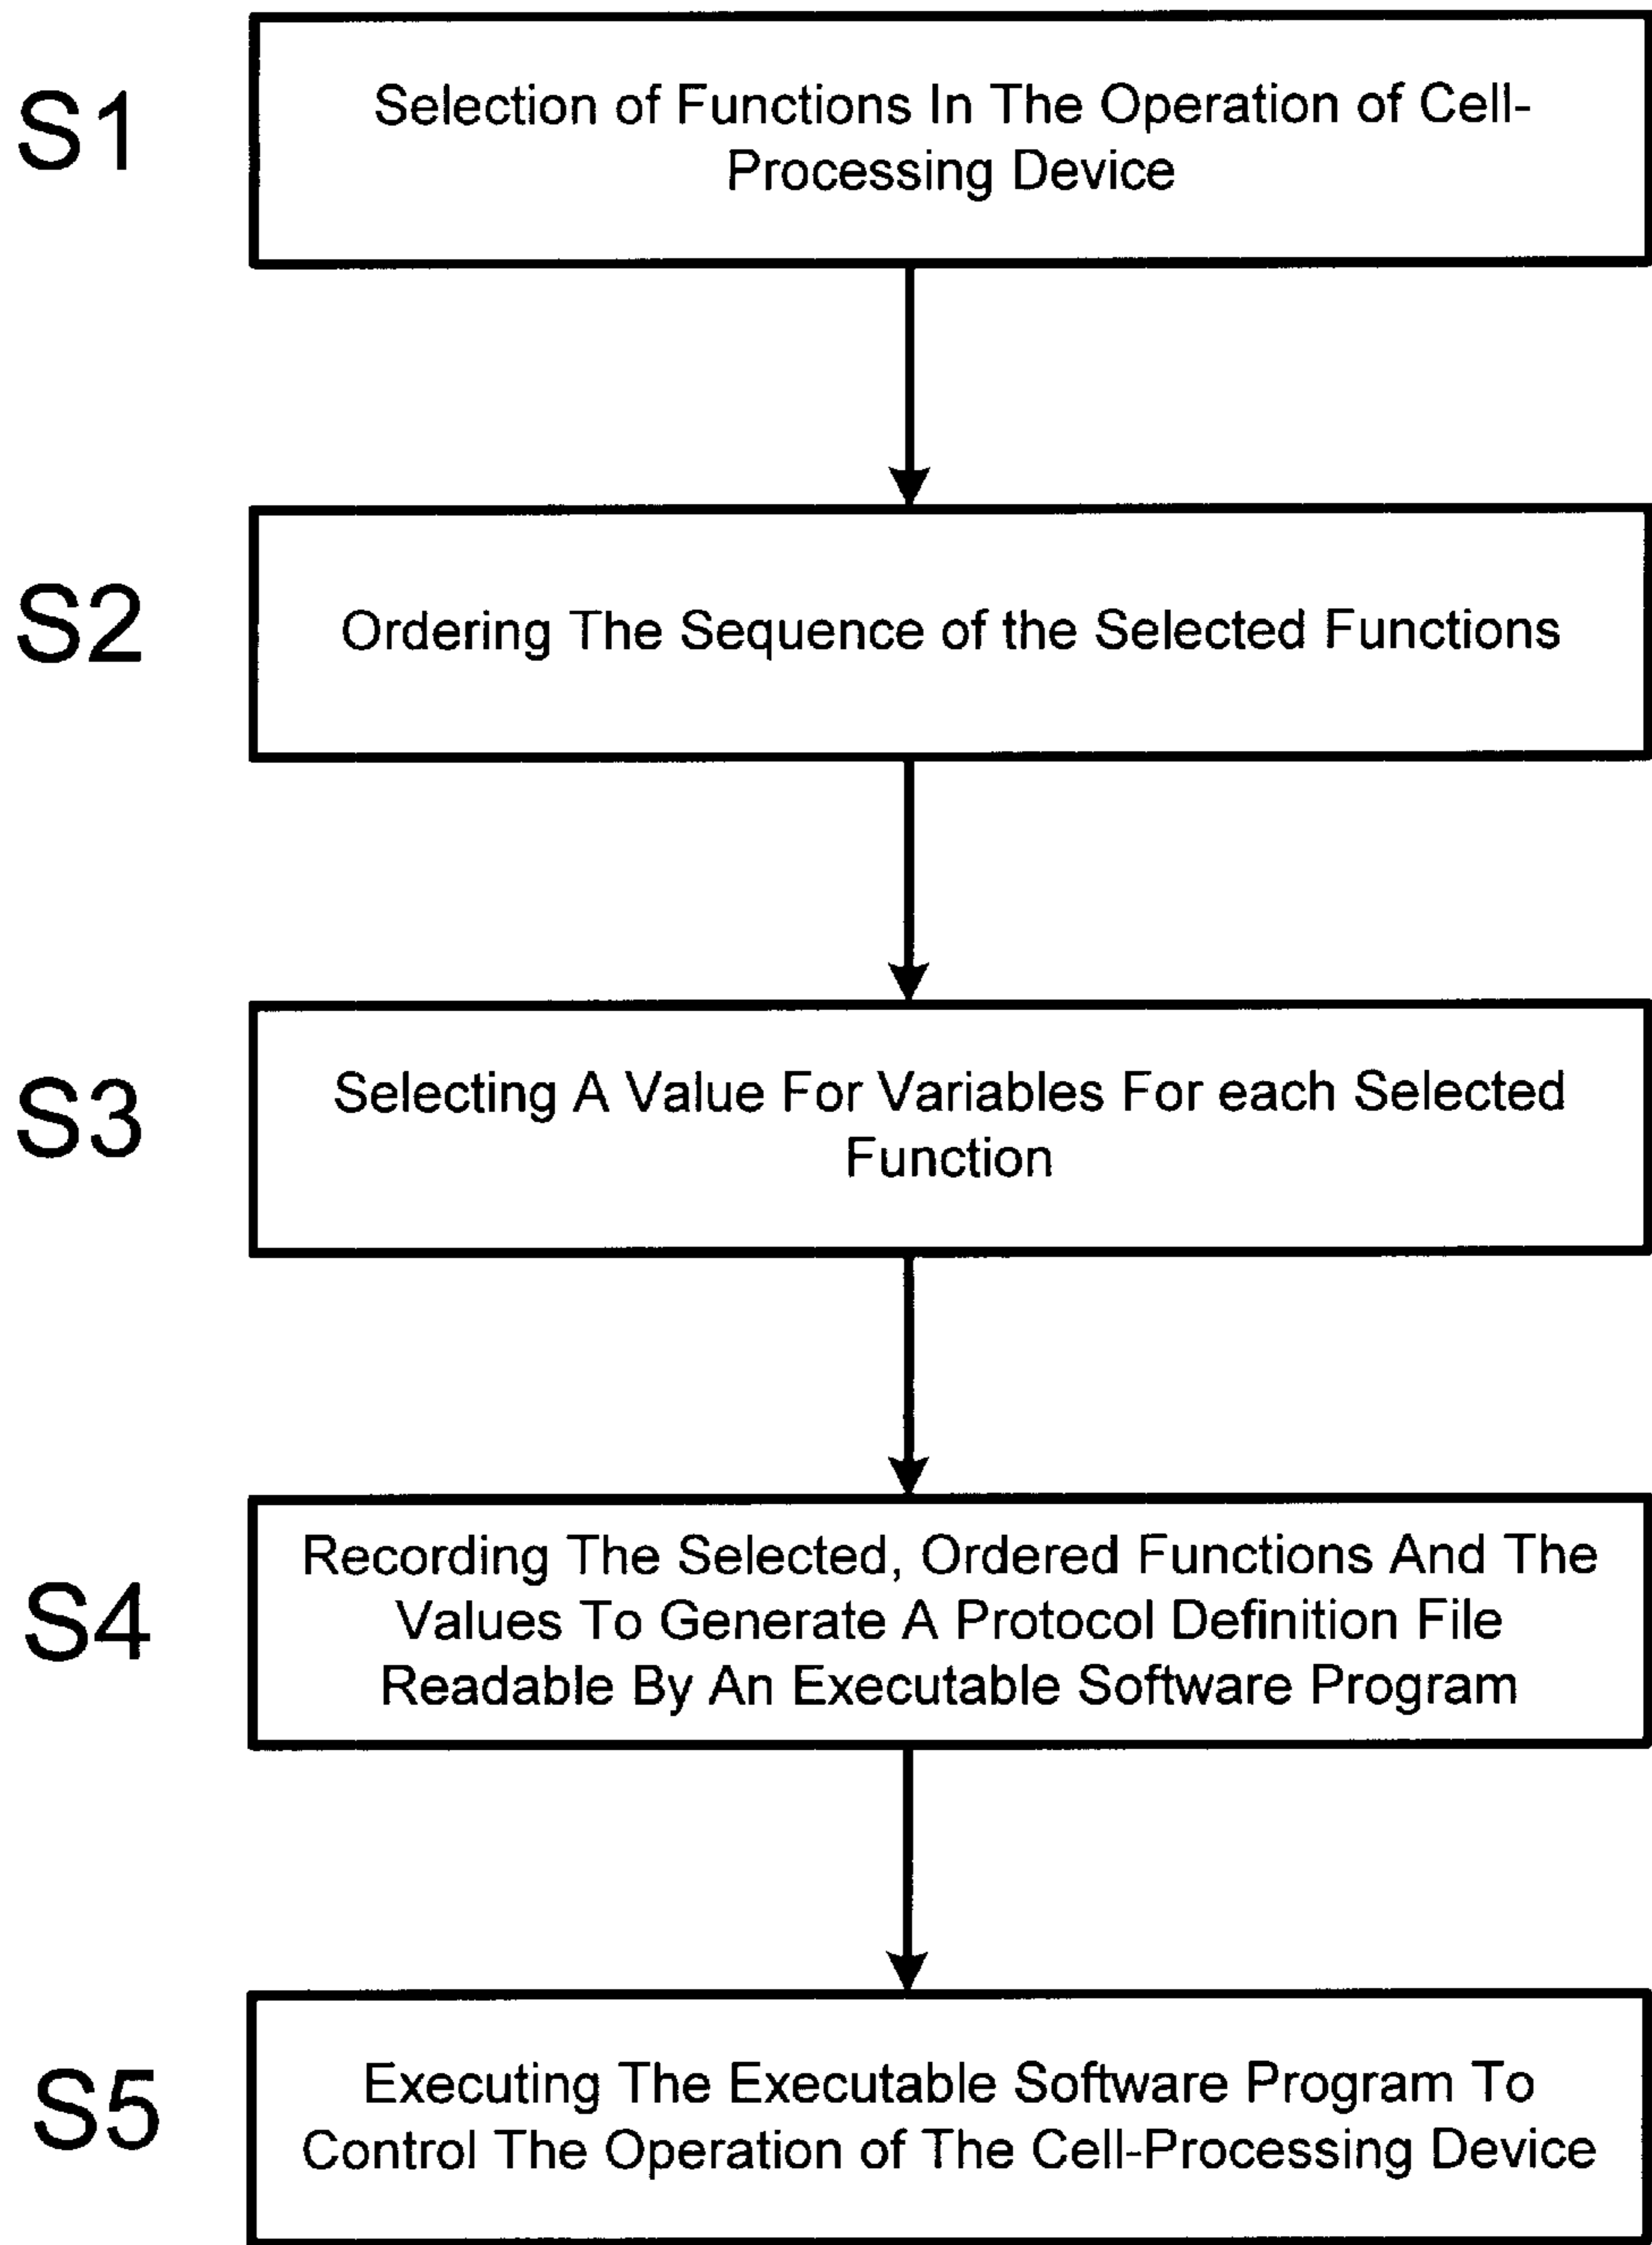 S1
Selection of Functions In The Operation of Cell-
Processing Device
S2
Ordering The Sequence of the Selected Functions
S3
Selecting A Value For Variables For each Selected
Function
S4
Recording The Selected, Ordered Functions And The
Values To Generate A Protocol Definition File
Readable By An Executable Software Program
S5
Executing The Executable Software Program To
Control The Operation of The Cell-Processing Device